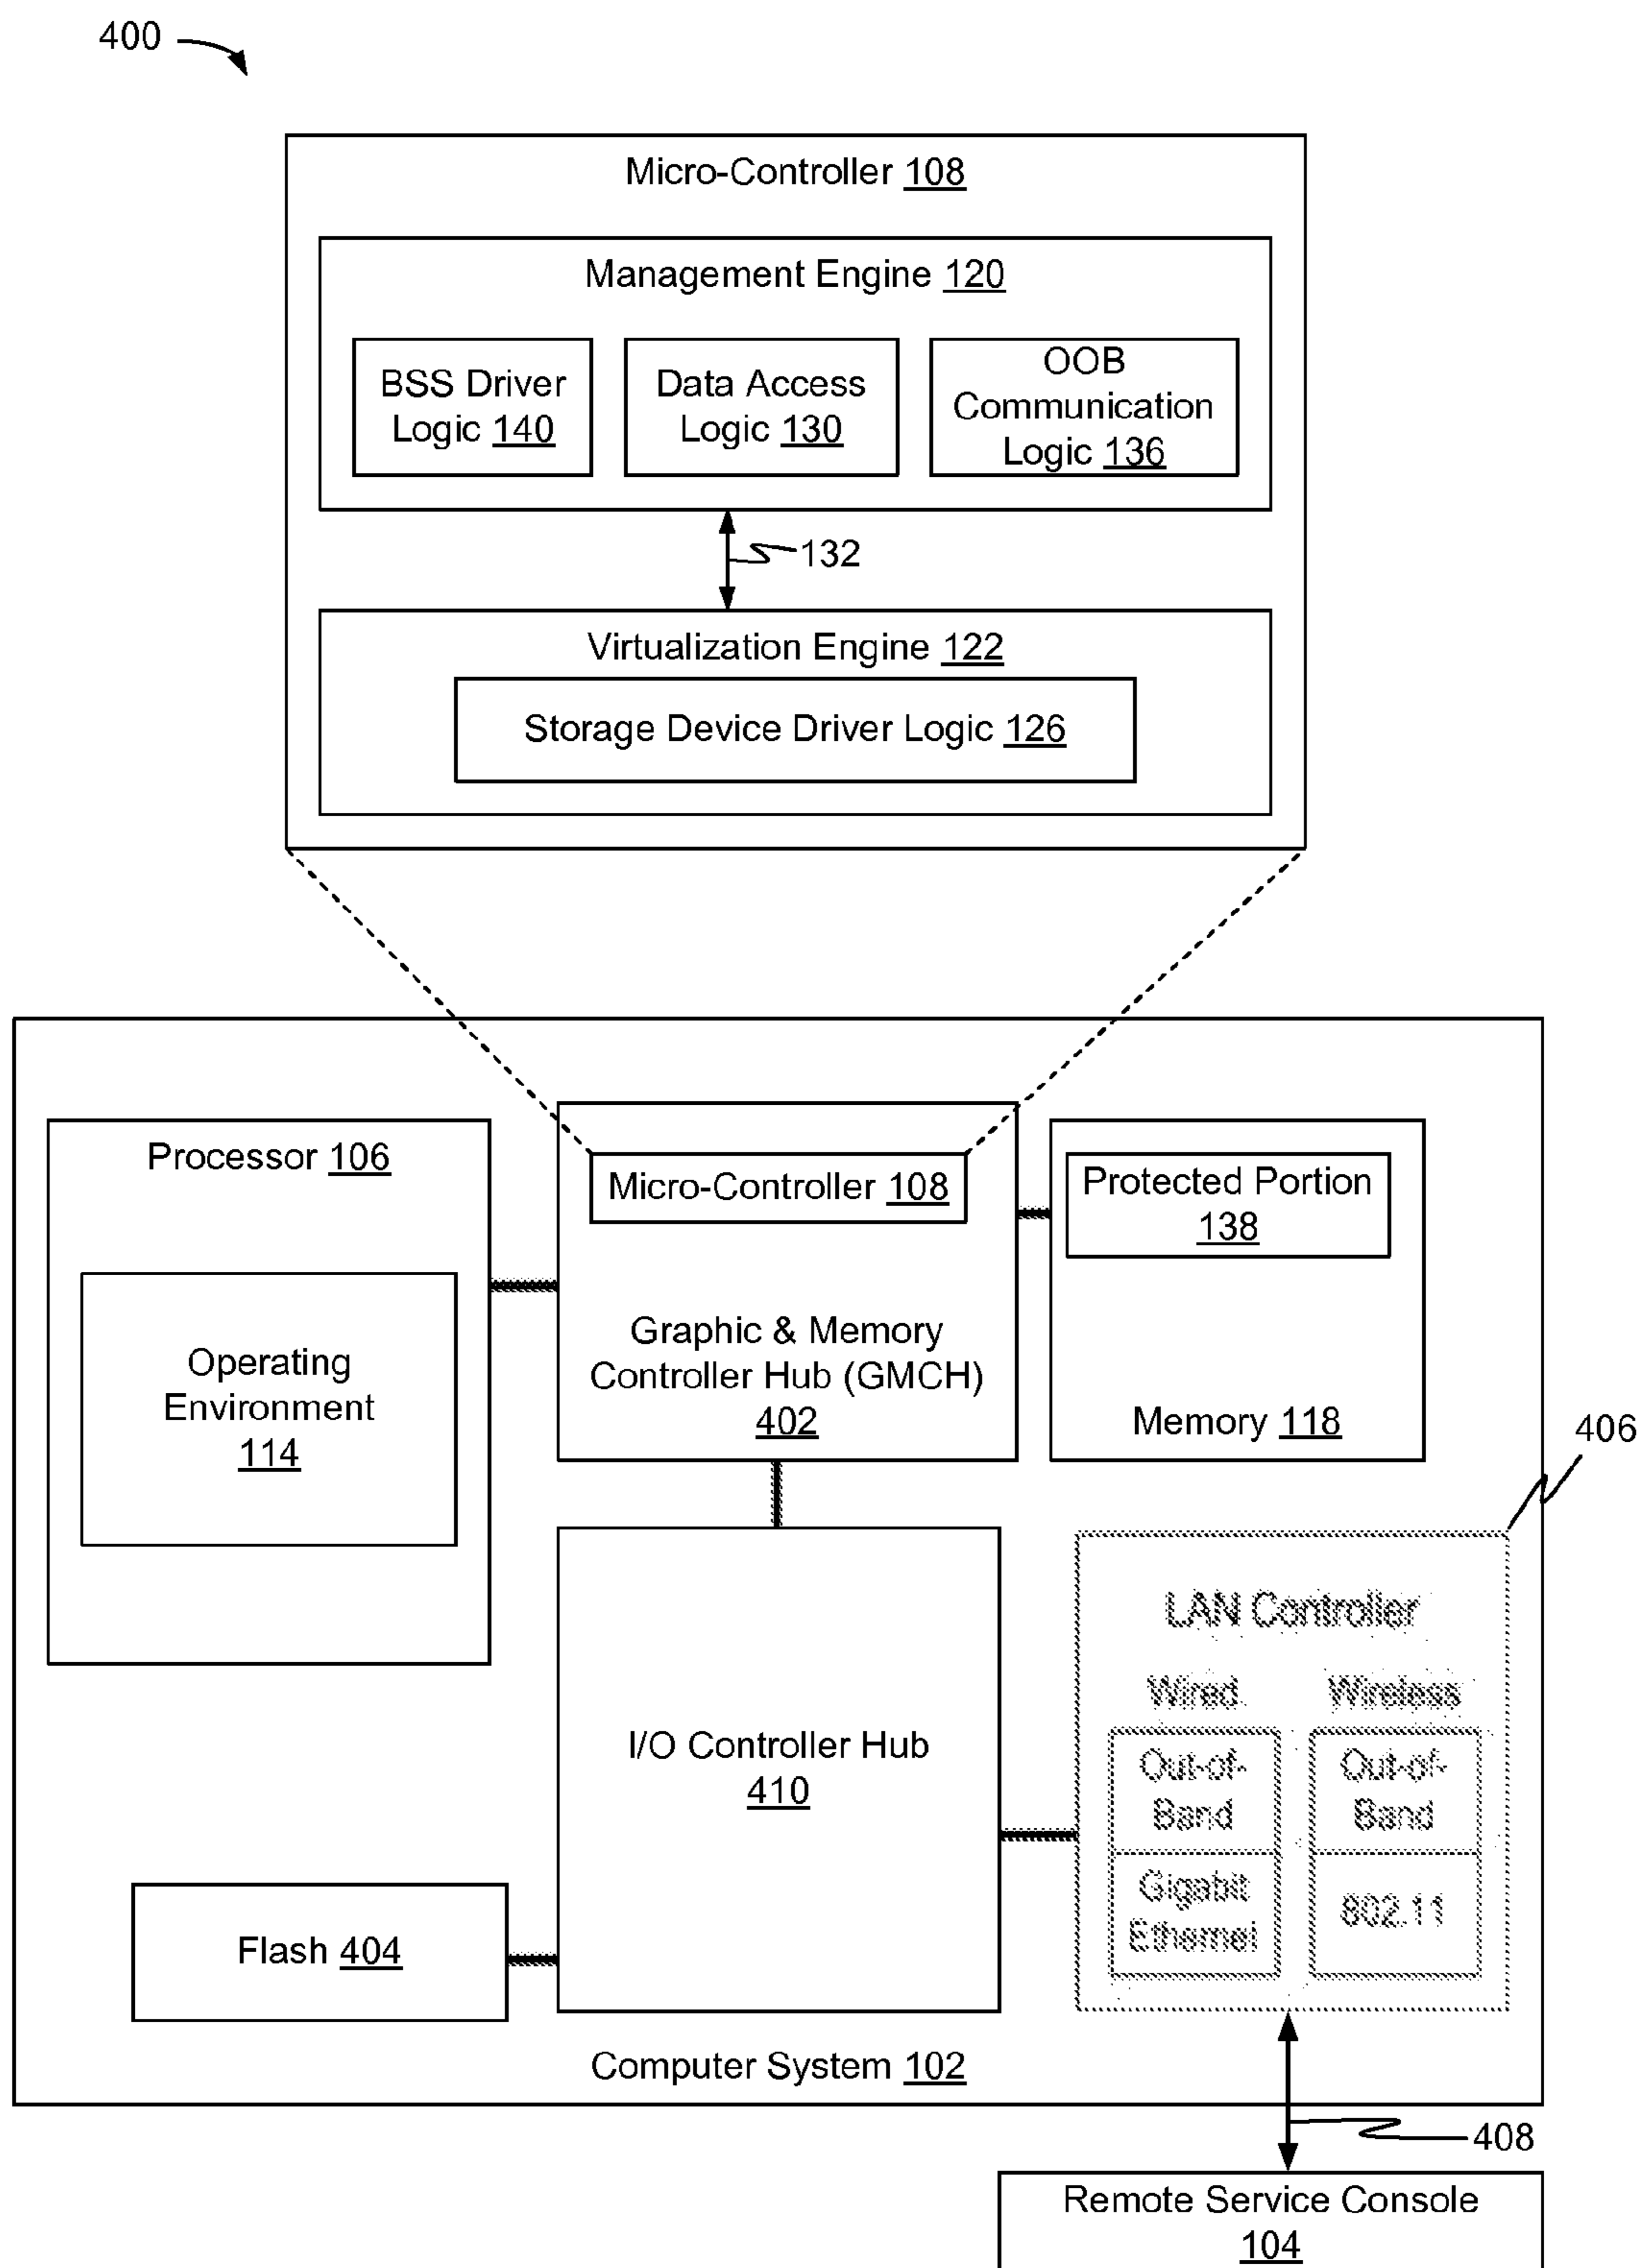 400
Micro-Controller 108
Management Engine 120
BSS Driver
Logic 140
Data Access
Logic 130
OOB
Communication
Logic 136
132
Virtualization Engine 122
Storage Device Driver Logic 126
Processor 106
Operating
Environment
114
Micro-Controller 108
Graphic & Memory
Controller Hub (GMCH)
402
Protected Portion
138
Memory 118
406
I/O Controller Hub
410
LAN Controller
Wired
Out-of-
Band
Gigabit
Ethernet
Wireless
Out-of-
Band
802.11
Flash 404
Computer System 102
408
Remote Service Console
104